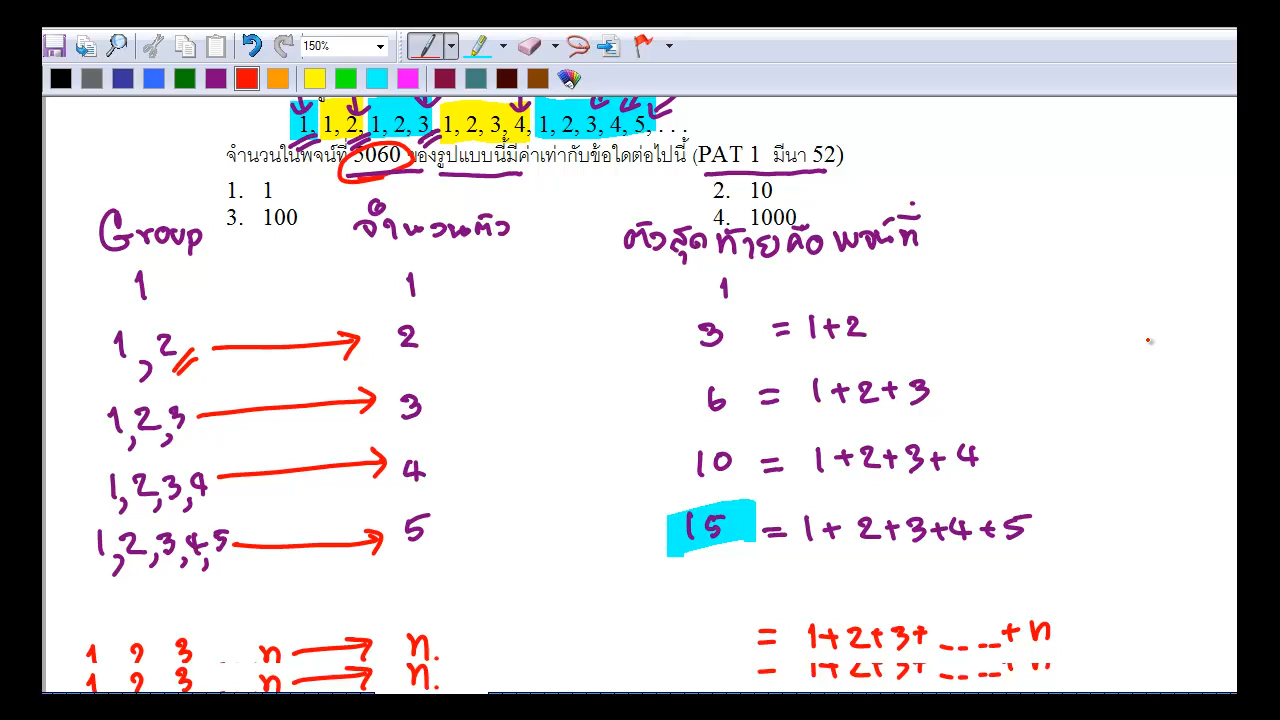 150%
1, 1, 2, 1, 2, 3, 1, 2, 3, 4, 1, 2, 3, 4, 5, . . .
จำนวนในพจน์ที่ 5060 ของรูปแบบนี้มีค่าเท่ากับข้อใดต่อไปนี้ (PAT 1 มีนา 52)
1. 1 2. 10
3. 100 4. 1000
Group จำนวนตัว ตัวสุดท้ายคือพจน์ที่
1 1 1
1, 2 2 3 = 1+2
1,2,3 3 6 = 1+2+3
1,2,3,4 4 10 = 1+2+3+4
1,2,3,4,5 5 15 = 1+2+3+4+5
1 2 3 n n. = 1+2+3+ ....+n
1 2 3 n n. = 1+2+3+ ....+n